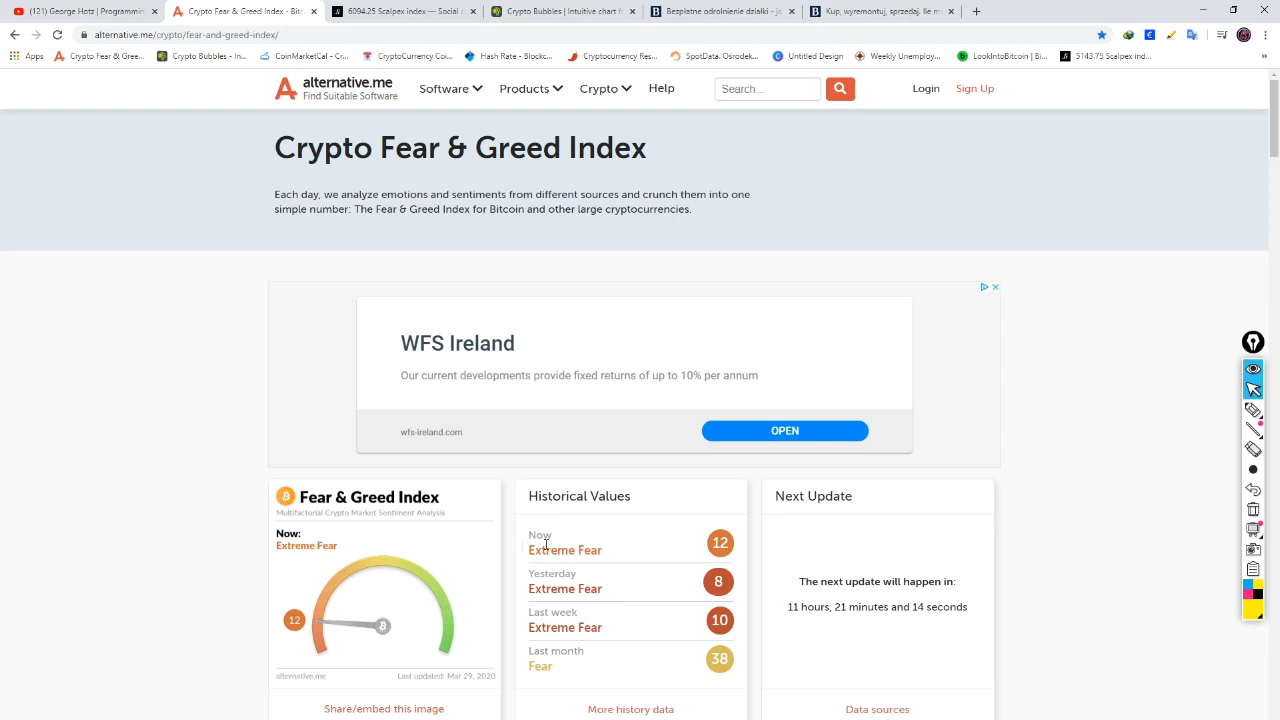 (121) George Hotz | Programmin
Crypto Fear & Greed Index - Bitc
6094.25 Scalpex index — Social c
Crypto Bubbles | Intuitive chart f
Bezpłatne odrolnienie działki - je
Kup, wyremontuj, sprzedaj. Ile m
alternative.me/crypto/fear-and-greed-index/
Apps
Crypto Fear & Gree...
Crypto Bubbles - In...
CoinMarketCal - Cr...
CryptoCurrency Coi...
Hash Rate - Blockc...
Cryptocurrency Res...
SpotData. Ośrodek...
Untitled Design
Weekly Unemploy...
LookIntoBitcoin | Bi...
5143.75 Scalpex ind...
»
alternative.me
Find Suitable Software
Software
Products
Crypto
Help
Search...
Login
Sign Up
Crypto Fear & Greed Index
Each day, we analyze emotions and sentiments from different sources and crunch them into one
simple number: The Fear & Greed Index for Bitcoin and other large cryptocurrencies.
WFS Ireland
Our current developments provide fixed returns of up to 10% per annum
wfs-ireland.com
OPEN
Fear & Greed Index
Multifactorial Crypto Market Sentiment Analysis
Now:
Extreme Fear
12
alternative.me
Last updated: Mar 29, 2020
Share/embed this image
Historical Values
Now
Extreme Fear
12
Yesterday
Extreme Fear
8
Last week
Extreme Fear
10
Last month
Fear
38
More history data
Next Update
The next update will happen in:
11 hours, 21 minutes and 14 seconds
Data sources